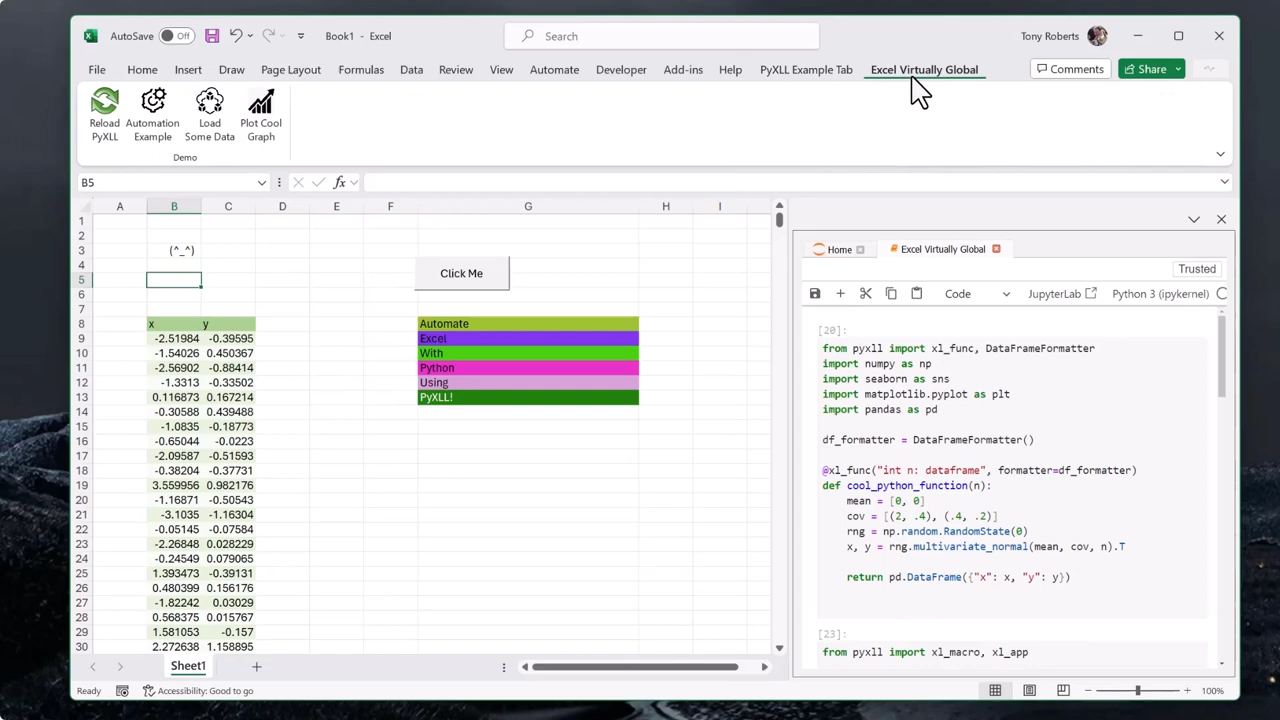 AutoSave Off Book1 - Excel Search Tony Roberts
File Home Insert Draw Page Layout Formulas Data Review View Automate Developer Add-ins Help PyXLL Example Tab Excel Virtually Global Comments Share
Reload PyXLL
Automation Example
Load Some Data
Plot Cool Graph
Demo
B5 fx
A B C D E F G H I
1
2
3 (^_^)
4
5
6
7
Click Me
8 x y Automate
9 -2.51984 -0.39595 Excel
10 -1.54026 0.450367 With
11 -2.56902 -0.88414 Python
12 -1.3313 -0.33502 Using
13 0.116873 0.167214 PyXLL!
14 -0.30588 0.439488
15 -1.0835 -0.18773
16 -0.65044 -0.0223
17 -2.09587 -0.51593
18 -0.38204 -0.37731
19 3.559956 0.982176
20 -1.16871 -0.50543
21 -3.1035 -1.16304
22 -0.05145 -0.07584
23 -2.26848 0.028229
24 -0.24549 0.079065
25 1.393473 -0.39131
26 0.480399 0.156176
27 -1.82242 0.03029
28 0.568375 0.015767
29 1.581053 -0.157
30 2.272638 1.158895
Home Excel Virtually Global
Trusted
Code JupyterLab Python 3 (ipykernel)
[20]:
from pyxll import xl_func, DataFrameFormatter
import numpy as np
import seaborn as sns
import matplotlib.pyplot as plt
import pandas as pd
df_formatter = DataFrameFormatter()
@xl_func("int n: dataframe", formatter=df_formatter)
def cool_python_function(n):
    mean = [0, 0]
    cov = [(2, .4), (.4, .2)]
    rng = np.random.RandomState(0)
    x, y = rng.multivariate_normal(mean, cov, n).T
    return pd.DataFrame({"x": x, "y": y})
[23]:
from pyxll import xl_macro, xl_app
Sheet1
Ready Accessibility: Good to go 100%